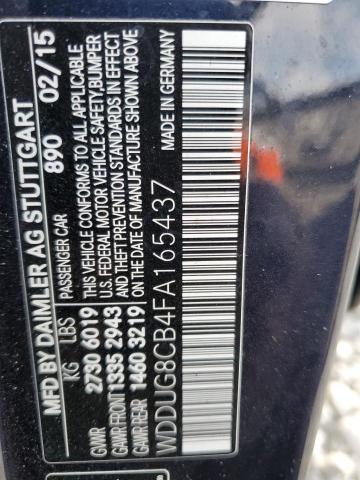 MFD BY DAIMLER AG STUTTGART
PASSENGER CAR 890 02/15
KG LBS
GVWR 2730 6019
GAWR FRONT 1335 2943
GAWR REAR 1460 3219
THIS VEHICLE CONFORMS TO ALL APPLICABLE
U.S. FEDERAL MOTOR VEHICLE SAFETY, BUMPER
AND THEFT PREVENTION STANDARDS IN EFFECT
ON THE DATE OF MANUFACTURE SHOWN ABOVE
WDDUG8CB4FA165437
MADE IN GERMANY